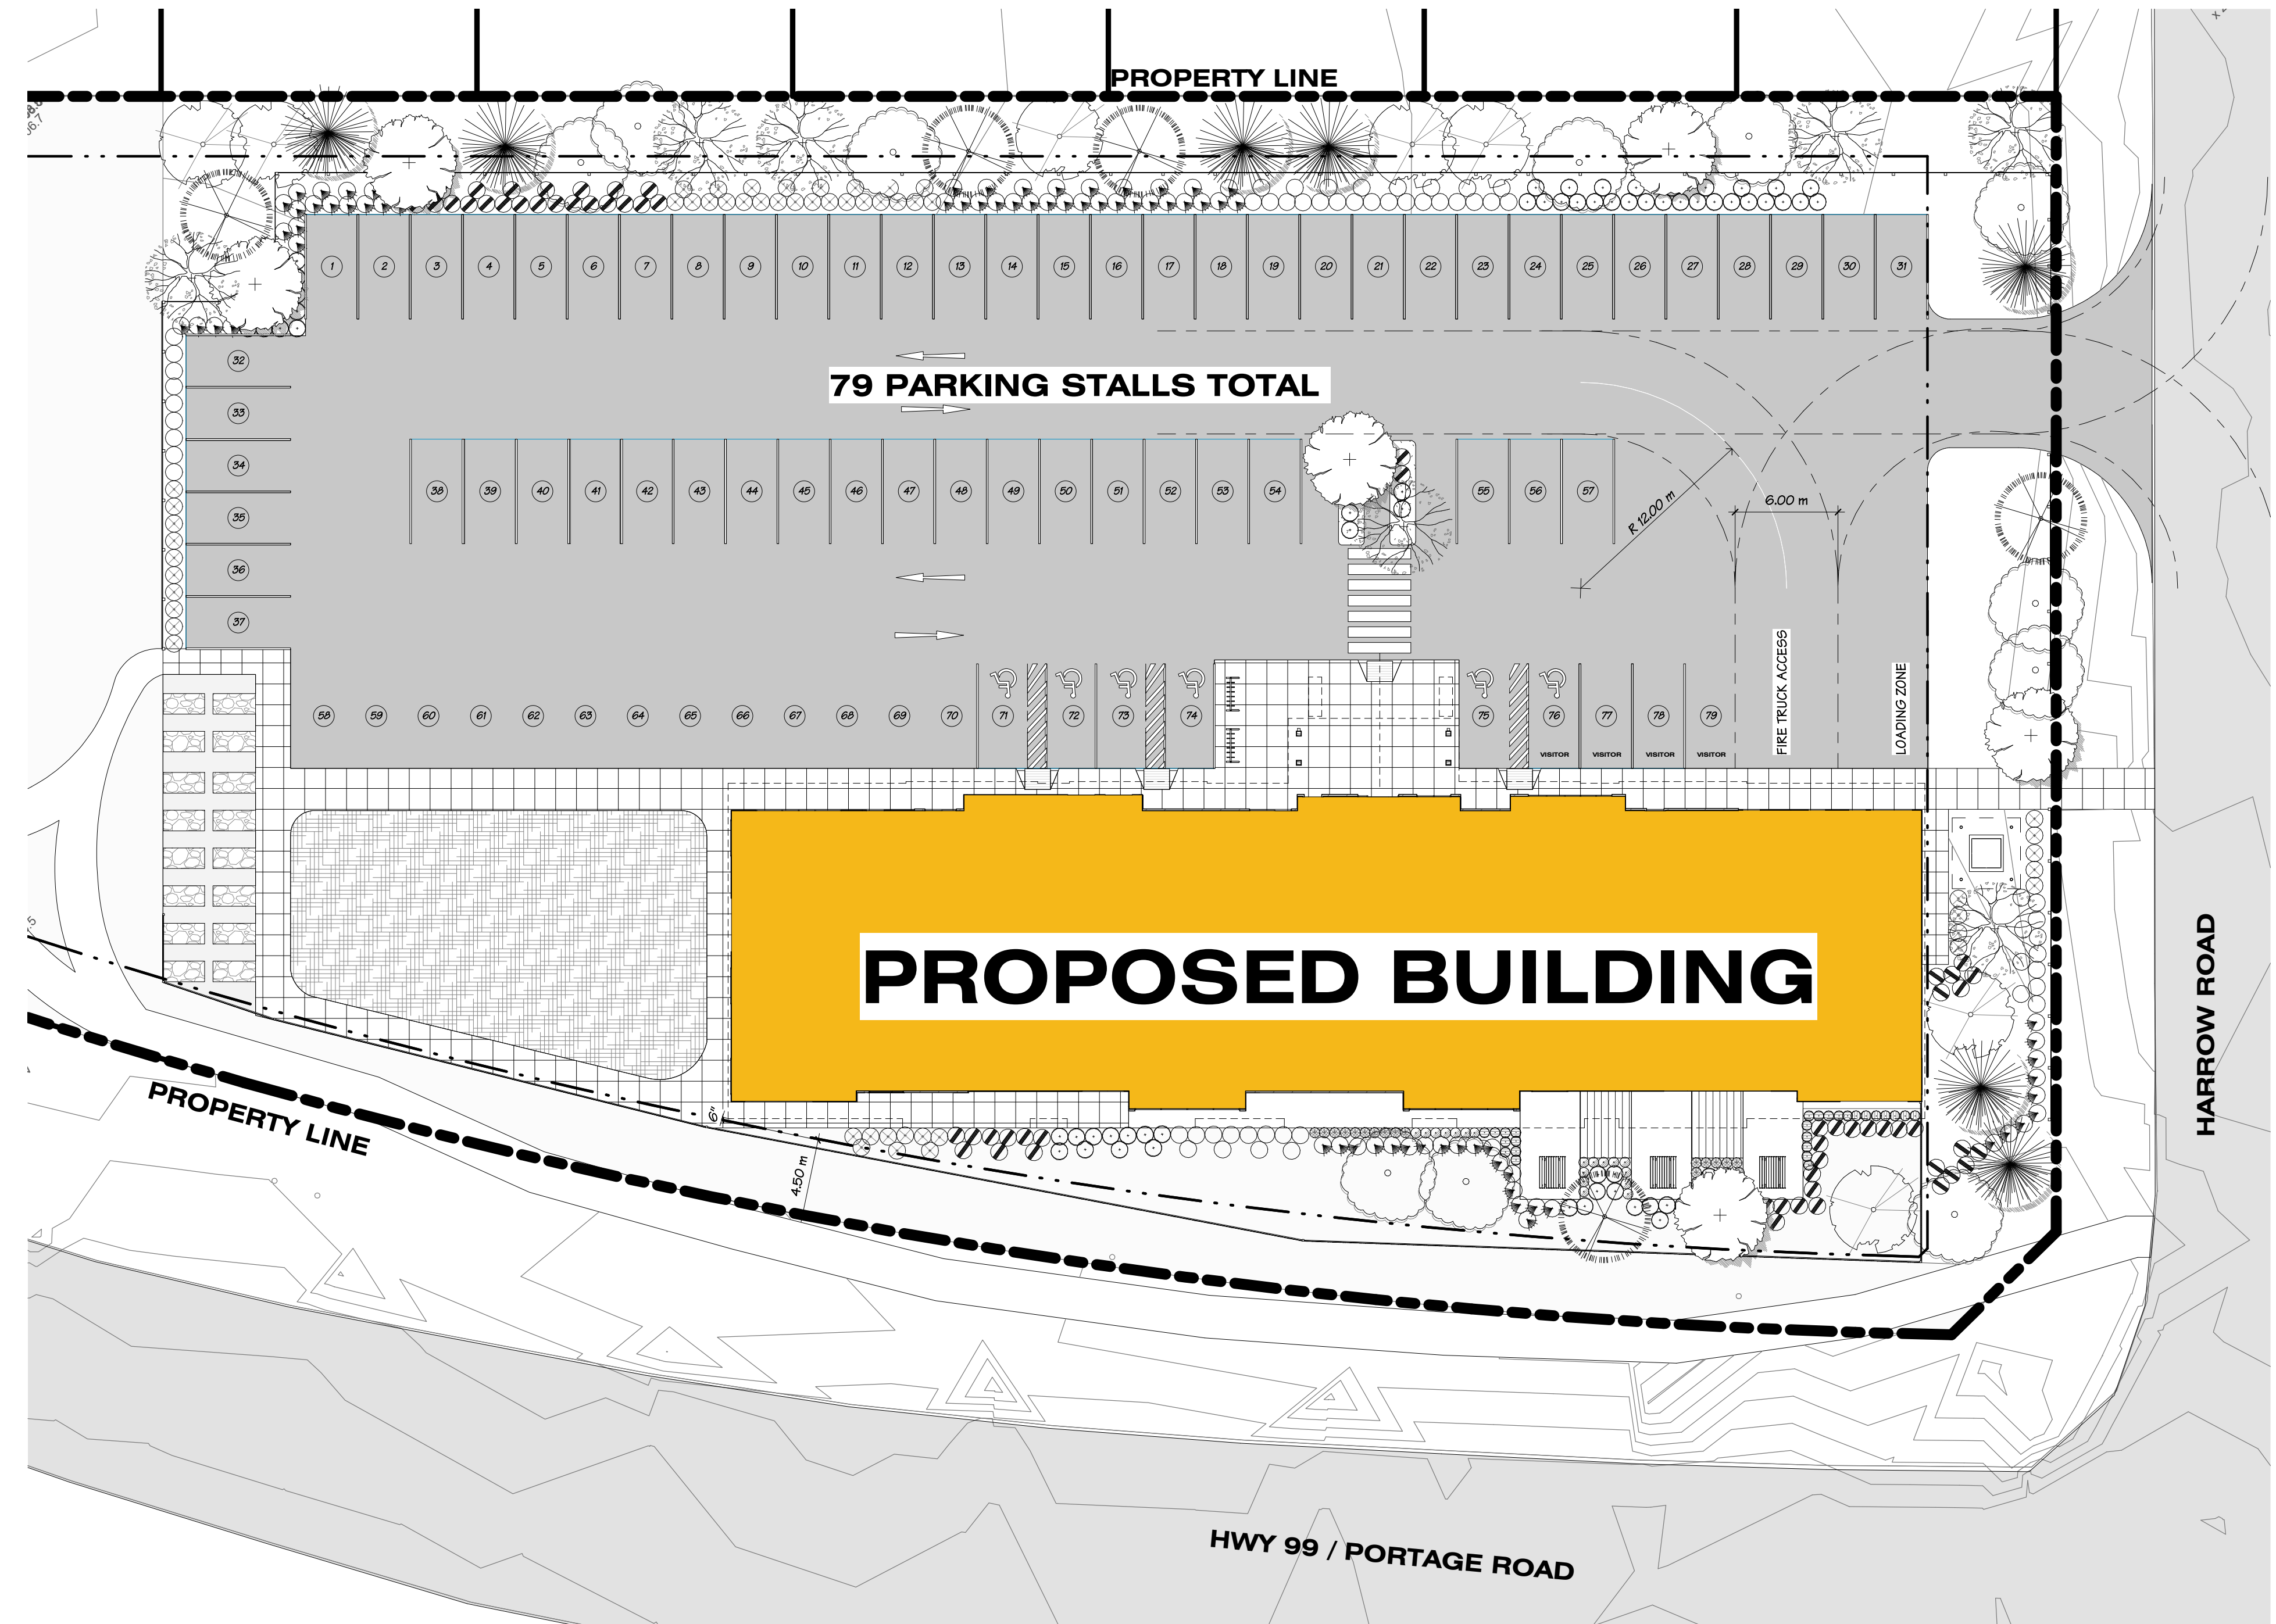 PROPERTY LINE
1 2 3 4 5 6 7 8 9 10 11 12 13 14 15 16 17 18 19 20 21 22 23 24 25 26 27 28 29 30 31
32
79 PARKING STALLS TOTAL
33
34
35
36
37
38 39 40 41 42 43 44 45 46 47 48 49 50 51 52 53 54 55 56 57
R 12.00 m
6.00 m
58 59 60 61 62 63 64 65 66 67 68 69 70 71 72 73 74 75 76 77 78 79
VISITOR VISITOR VISITOR VISITOR
FIRE TRUCK ACCESS
LOADING ZONE
PROPOSED BUILDING
HARROW ROAD
PROPERTY LINE
6"
4.50 m
HWY 99 / PORTAGE ROAD